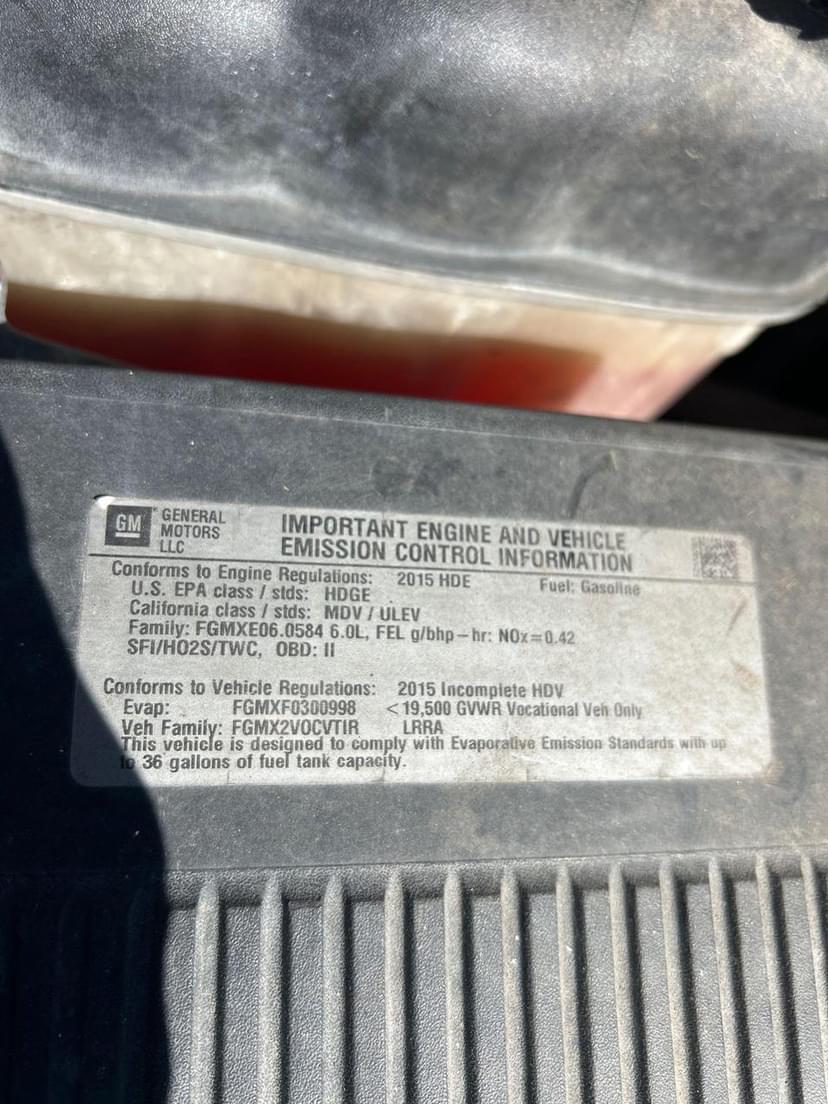 GM GENERAL MOTORS LLC
IMPORTANT ENGINE AND VEHICLE
EMISSION CONTROL INFORMATION
Conforms to Engine Regulations: 2015 HDE Fuel: Gasoline
U.S. EPA class / stds: HDGE
California class / stds: MDV / ULEV
Family: FGMXE06.0584 6.0L, FEL g/bhp-hr: NOx=0.42
SFI/HO2S/TWC, OBD: II
Conforms to Vehicle Regulations: 2015 Incomplete HDV
Evap: FGMXF0300998 <19,500 GVWR Vocational Veh Only
Veh Family: FGMX2VOCVTIR LRRA
This vehicle is designed to comply with Evaporative Emission Standards with up
to 36 gallons of fuel tank capacity.